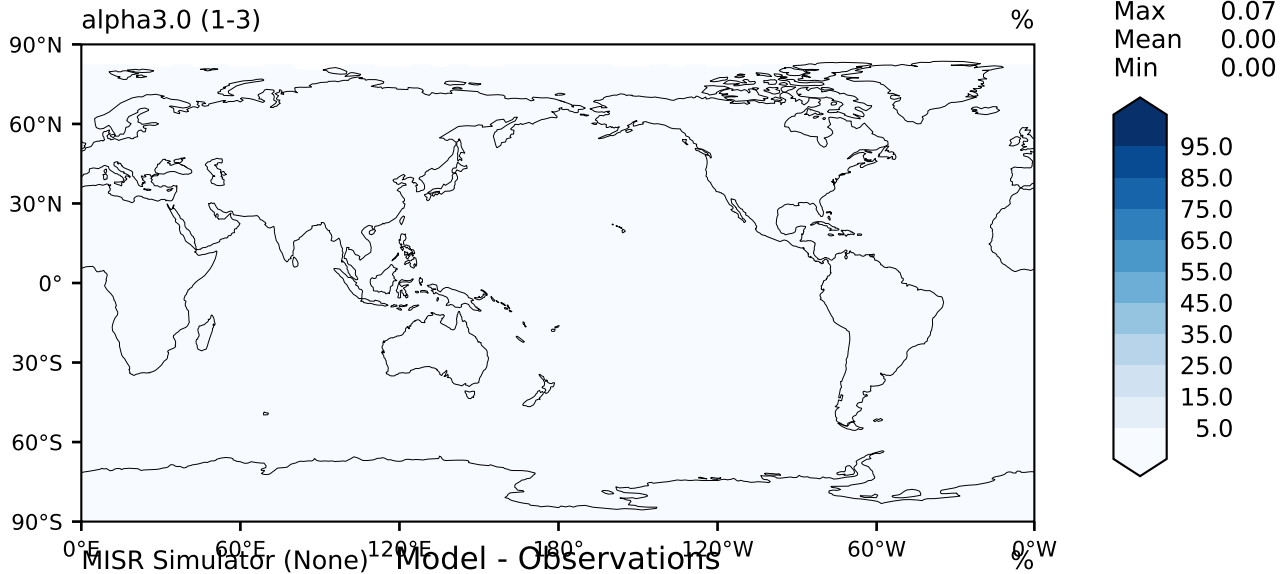 alpha3.0 (1-3) %
Max 0.07
Mean 0.00
Min 0.00
90°N
60°N
30°N
0°
30°S
60°S
90°S
95.0
85.0
75.0
65.0
55.0
45.0
35.0
25.0
15.0
5.0
0°E 60°E 120°E 180° 120°W 60°W 0°W
MISR Simulator (None) Model - Observations %